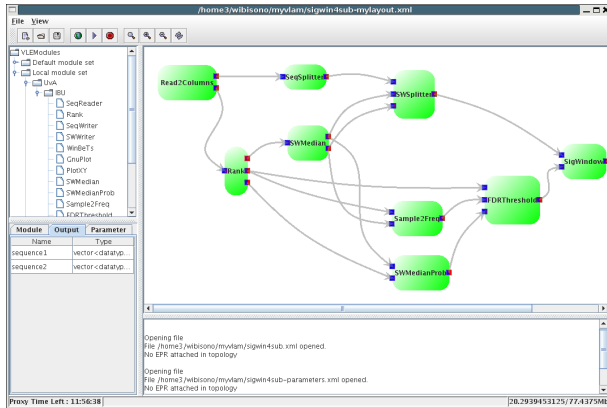 /home3/wibisono/myvlam/sigwin4sub-mylayout.xml
File View
VLEModules
Default module set
Local module set
UvA
IBU
SeqReader
Rank
SeqWriter
SWWriter
WinBeTs
GnuPlot
PlotXY
SWMedian
SWMedianProb
Sample2Freq
FDRThreshold
Module Output Parameter
Name Type
sequence1 vector<datatyp...
sequence2 vector<datatyp...
Read2Columns
SeqSplitter
SWSplitter
SWMedian
Rank
SigWindow
FDRThreshold
Sample2Freq
SWMedianProb
Opening file
File /home3/wibisono/myvlam/sigwin4sub.xml opened.
No EPR attached in topology
Opening file
File /home3/wibisono/myvlam/sigwin4sub-parameters.xml opened.
No EPR attached in topology
Proxy Time Left : 11:56:38
20.2939453125/77.4375Mb